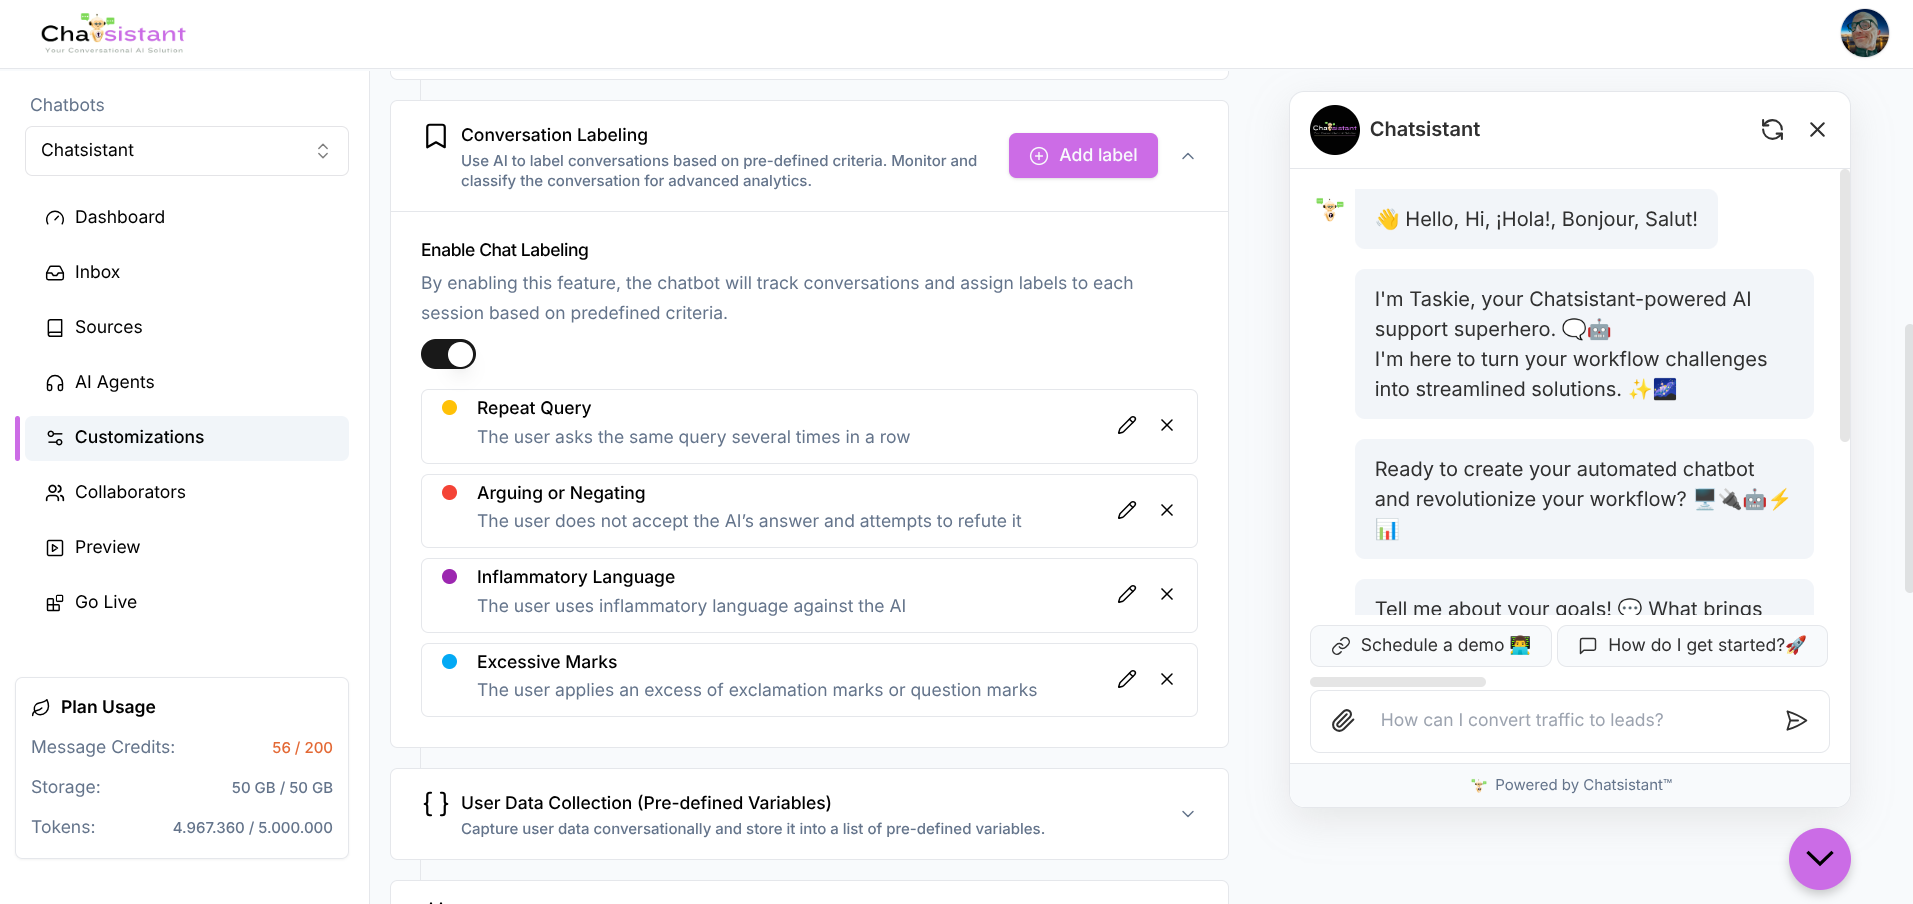 Chatsistant
Your Conversational AI Solution
Chatbots
Chatsistant
Dashboard
Inbox
Sources
AI Agents
Customizations
Collaborators
Preview
Go Live
Plan Usage
Message Credits: 56 / 200
Storage: 50 GB / 50 GB
Tokens: 4.967.360 / 5.000.000
Conversation Labeling
Use AI to label conversations based on pre-defined criteria. Monitor and
classify the conversation for advanced analytics.
Add label
Enable Chat Labeling
By enabling this feature, the chatbot will track conversations and assign labels to each
session based on predefined criteria.
Repeat Query
The user asks the same query several times in a row
Arguing or Negating
The user does not accept the AI’s answer and attempts to refute it
Inflammatory Language
The user uses inflammatory language against the AI
Excessive Marks
The user applies an excess of exclamation marks or question marks
{ } User Data Collection (Pre-defined Variables)
Capture user data conversationally and store it into a list of pre-defined variables.
Chatsistant
👋 Hello, Hi, ¡Hola!, Bonjour, Salut!
I'm Taskie, your Chatsistant-powered AI
support superhero. 🗨️🤖
I'm here to turn your workflow challenges
into streamlined solutions. ✨🌌
Ready to create your automated chatbot
and revolutionize your workflow? 🖥️🔌🤖⚡
📊
Tell me about your goals! 💬 What brings
Schedule a demo 👨‍💻
How do I get started?🚀
How can I convert traffic to leads?
Powered by Chatsistant™